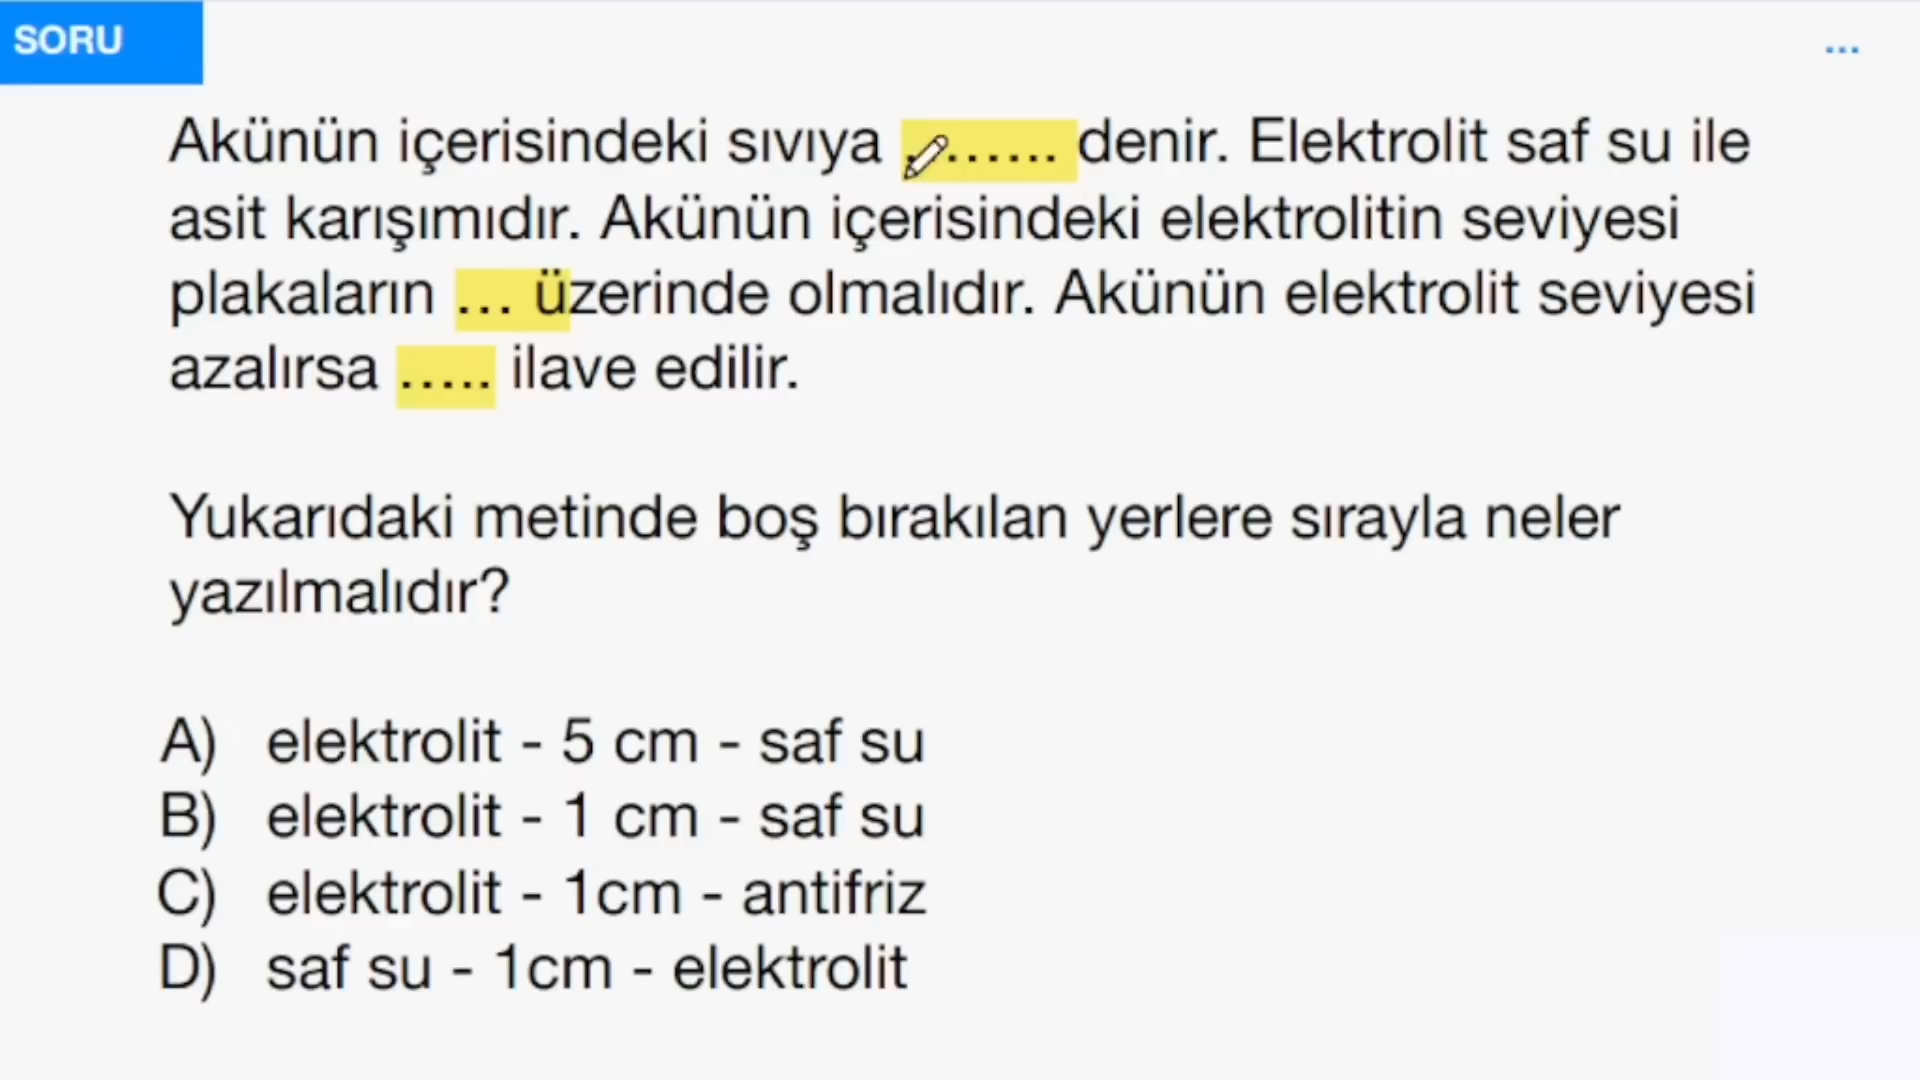 SORU
...
Akünün içerisindeki sıvıya ....... denir. Elektrolit saf su ile
asit karışımıdır. Akünün içerisindeki elektrolitin seviyesi
plakaların ... üzerinde olmalıdır. Akünün elektrolit seviyesi
azalırsa ..... ilave edilir.
Yukarıdaki metinde boş bırakılan yerlere sırayla neler
yazılmalıdır?
A) elektrolit - 5 cm - saf su
B) elektrolit - 1 cm - saf su
C) elektrolit - 1cm - antifriz
D) saf su - 1cm - elektrolit